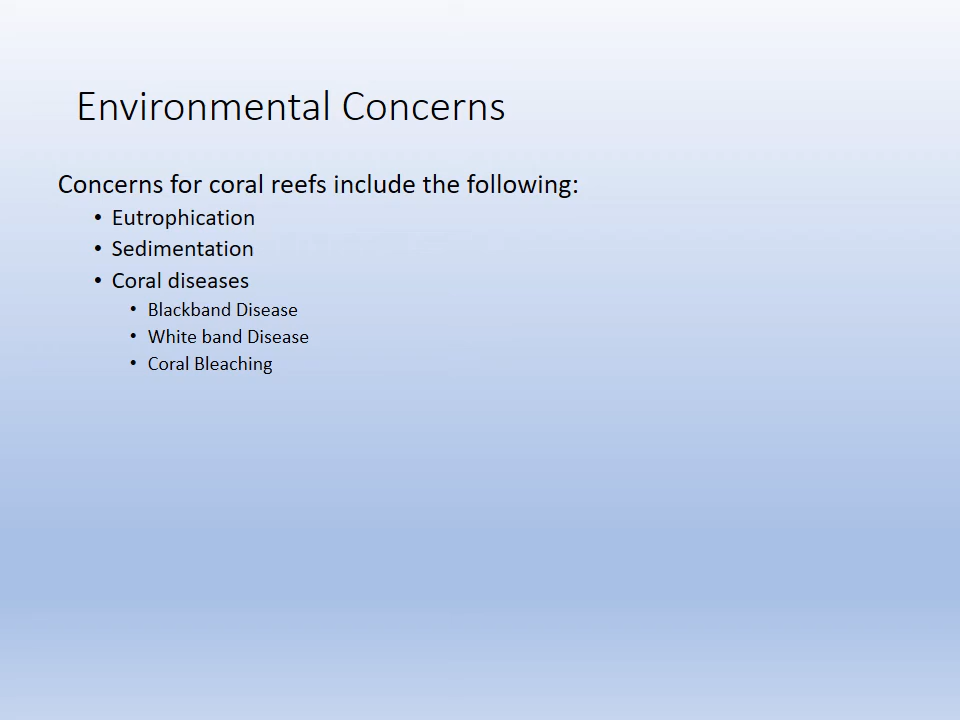 Environmental Concerns
Concerns for coral reefs include the following:
• Eutrophication
• Sedimentation
• Coral diseases
• Blackband Disease
• White band Disease
• Coral Bleaching